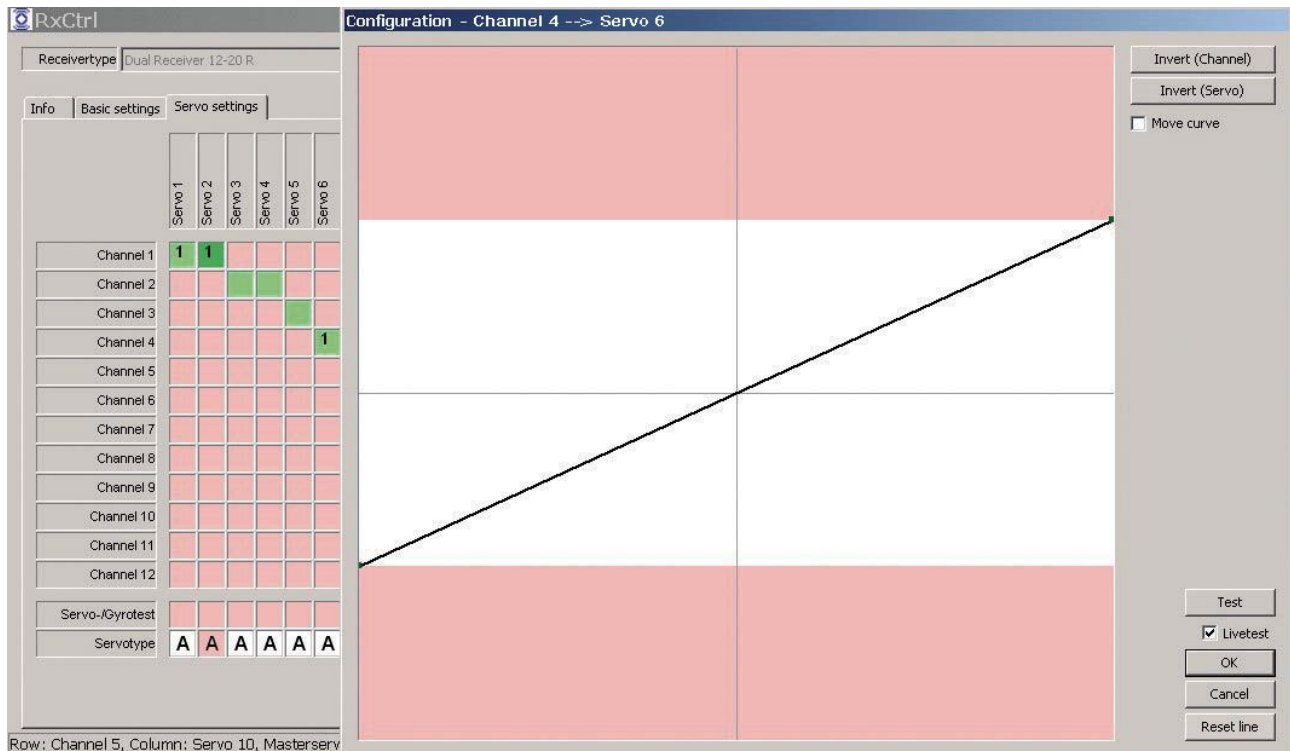 RxCtrl
Configuration - Channel 4 --> Servo 6
Receivertype Dual Receiver 12-20 R
Info Basic settings Servo settings
Servo 1
Servo 2
Servo 3
Servo 4
Servo 5
Servo 6
Channel 1 1 1
Channel 2
Channel 3
Channel 4 1
Channel 5
Channel 6
Channel 7
Channel 8
Channel 9
Channel 10
Channel 11
Channel 12
Servo-/Gyrotest
Servotype A A A A A A
Row: Channel 5, Column: Servo 10, Masterserv
Invert (Channel)
Invert (Servo)
Move curve
Test
Livetest
OK
Cancel
Reset line